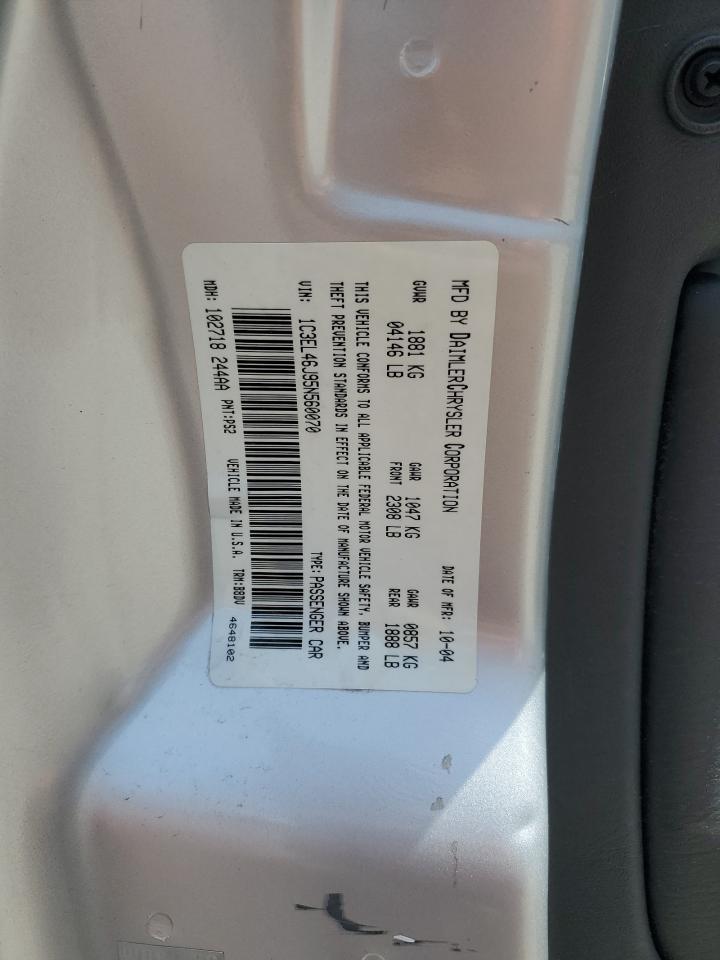 MFD BY DAIMLERCHRYSLER CORPORATION DATE OF MFR: 10-04
GVWR 1881 KG GAWR 1047 KG GAWR 0857 KG
04146 LB FRONT 2308 LB REAR 1888 LB
THIS VEHICLE CONFORMS TO ALL APPLICABLE FEDERAL MOTOR VEHICLE SAFETY, BUMPER AND
THEFT PREVENTION STANDARDS IN EFFECT ON THE DATE OF MANUFACTURE SHOWN ABOVE.
VIN: 1C3EL46J95N560070 TYPE: PASSENGER CAR
VEHICLE MADE IN U.S.A. TRM:B8DV 4648102
MDH: 102718 244AA PNT:PS2